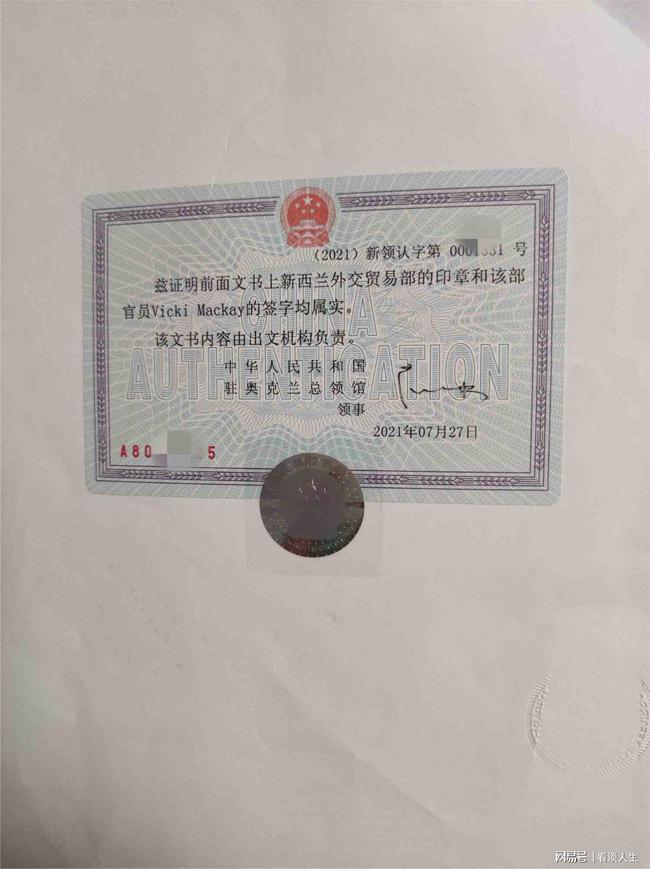 (2021) 新领认字第 0001331 号
兹证明前面文书上新西兰外交贸易部的印章和该部
官员Vicki Mackay的签字均属实。
该文书内容由出文机构负责。
中华人民共和国
驻奥克兰总领馆
领事
2021年07月27日
CHINA
AUTHENTICATION
A80 25
网易号 | 看淡人生